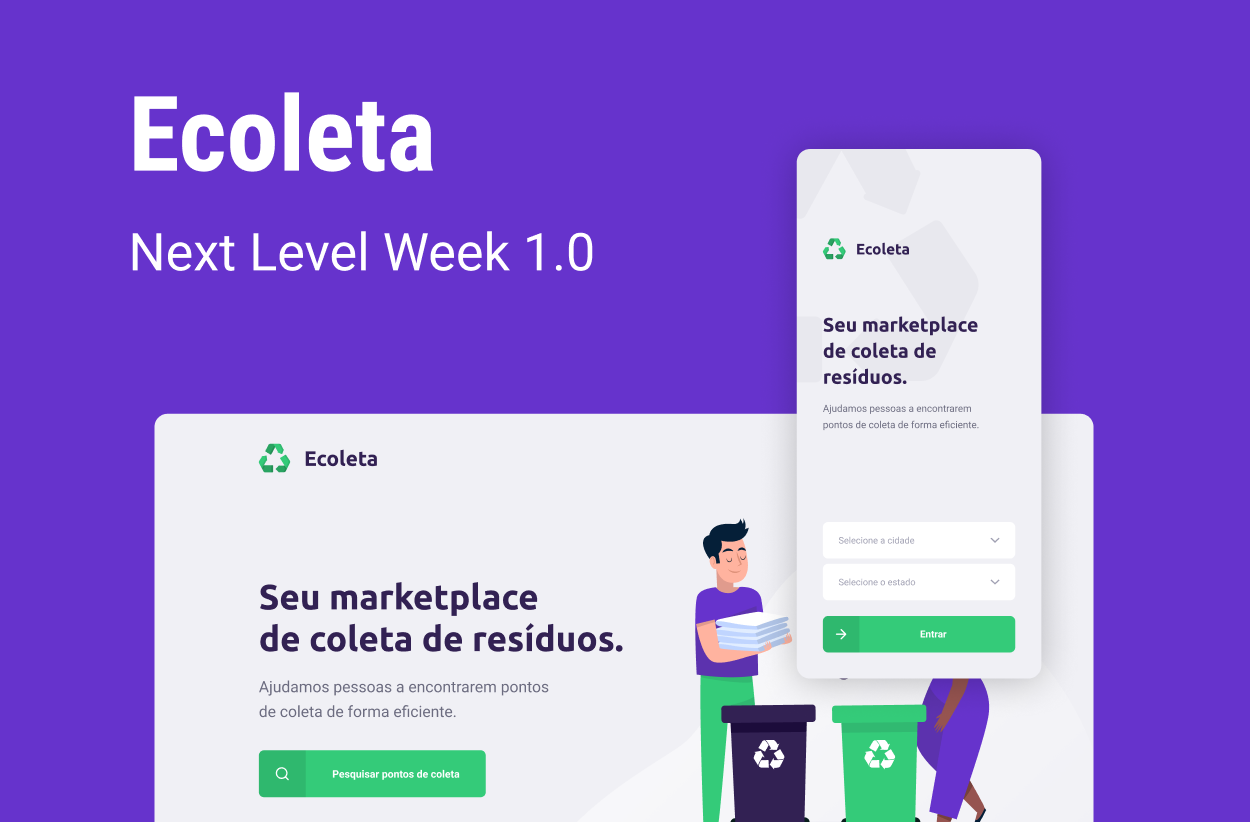 Ecoleta
Next Level Week 1.0
Ecoleta
Seu marketplace
de coleta de
resíduos.
Ajudamos pessoas a encontrarem
pontos de coleta de forma eficiente.
Selecione a cidade
Selecione o estado
Entrar
Ecoleta
Seu marketplace
de coleta de resíduos.
Ajudamos pessoas a encontrarem pontos
de coleta de forma eficiente.
Pesquisar pontos de coleta